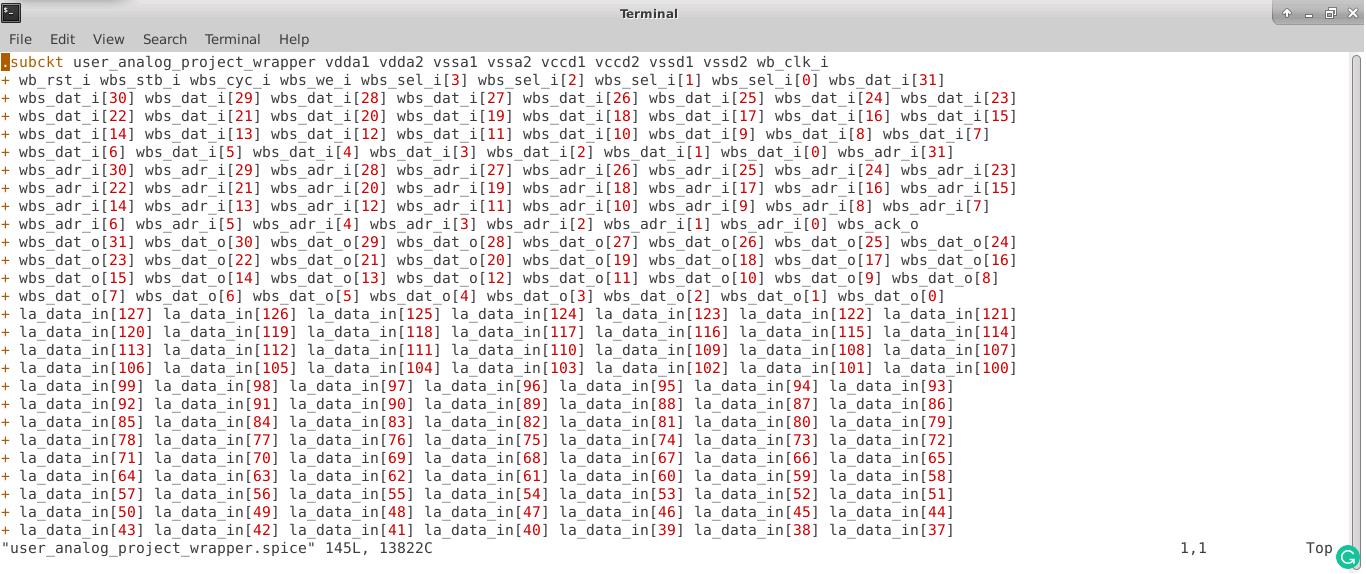 Terminal
File Edit View Search Terminal Help
.subckt user_analog_project_wrapper vdda1 vdda2 vssa1 vssa2 vccd1 vccd2 vssd1 vssd2 wb_clk_i
+ wb_rst_i wbs_stb_i wbs_cyc_i wbs_we_i wbs_sel_i[3] wbs_sel_i[2] wbs_sel_i[1] wbs_sel_i[0] wbs_dat_i[31]
+ wbs_dat_i[30] wbs_dat_i[29] wbs_dat_i[28] wbs_dat_i[27] wbs_dat_i[26] wbs_dat_i[25] wbs_dat_i[24] wbs_dat_i[23]
+ wbs_dat_i[22] wbs_dat_i[21] wbs_dat_i[20] wbs_dat_i[19] wbs_dat_i[18] wbs_dat_i[17] wbs_dat_i[16] wbs_dat_i[15]
+ wbs_dat_i[14] wbs_dat_i[13] wbs_dat_i[12] wbs_dat_i[11] wbs_dat_i[10] wbs_dat_i[9] wbs_dat_i[8] wbs_dat_i[7]
+ wbs_dat_i[6] wbs_dat_i[5] wbs_dat_i[4] wbs_dat_i[3] wbs_dat_i[2] wbs_dat_i[1] wbs_dat_i[0] wbs_adr_i[31]
+ wbs_adr_i[30] wbs_adr_i[29] wbs_adr_i[28] wbs_adr_i[27] wbs_adr_i[26] wbs_adr_i[25] wbs_adr_i[24] wbs_adr_i[23]
+ wbs_adr_i[22] wbs_adr_i[21] wbs_adr_i[20] wbs_adr_i[19] wbs_adr_i[18] wbs_adr_i[17] wbs_adr_i[16] wbs_adr_i[15]
+ wbs_adr_i[14] wbs_adr_i[13] wbs_adr_i[12] wbs_adr_i[11] wbs_adr_i[10] wbs_adr_i[9] wbs_adr_i[8] wbs_adr_i[7]
+ wbs_adr_i[6] wbs_adr_i[5] wbs_adr_i[4] wbs_adr_i[3] wbs_adr_i[2] wbs_adr_i[1] wbs_adr_i[0] wbs_ack_o
+ wbs_dat_o[31] wbs_dat_o[30] wbs_dat_o[29] wbs_dat_o[28] wbs_dat_o[27] wbs_dat_o[26] wbs_dat_o[25] wbs_dat_o[24]
+ wbs_dat_o[23] wbs_dat_o[22] wbs_dat_o[21] wbs_dat_o[20] wbs_dat_o[19] wbs_dat_o[18] wbs_dat_o[17] wbs_dat_o[16]
+ wbs_dat_o[15] wbs_dat_o[14] wbs_dat_o[13] wbs_dat_o[12] wbs_dat_o[11] wbs_dat_o[10] wbs_dat_o[9] wbs_dat_o[8]
+ wbs_dat_o[7] wbs_dat_o[6] wbs_dat_o[5] wbs_dat_o[4] wbs_dat_o[3] wbs_dat_o[2] wbs_dat_o[1] wbs_dat_o[0]
+ la_data_in[127] la_data_in[126] la_data_in[125] la_data_in[124] la_data_in[123] la_data_in[122] la_data_in[121]
+ la_data_in[120] la_data_in[119] la_data_in[118] la_data_in[117] la_data_in[116] la_data_in[115] la_data_in[114]
+ la_data_in[113] la_data_in[112] la_data_in[111] la_data_in[110] la_data_in[109] la_data_in[108] la_data_in[107]
+ la_data_in[106] la_data_in[105] la_data_in[104] la_data_in[103] la_data_in[102] la_data_in[101] la_data_in[100]
+ la_data_in[99] la_data_in[98] la_data_in[97] la_data_in[96] la_data_in[95] la_data_in[94] la_data_in[93]
+ la_data_in[92] la_data_in[91] la_data_in[90] la_data_in[89] la_data_in[88] la_data_in[87] la_data_in[86]
+ la_data_in[85] la_data_in[84] la_data_in[83] la_data_in[82] la_data_in[81] la_data_in[80] la_data_in[79]
+ la_data_in[78] la_data_in[77] la_data_in[76] la_data_in[75] la_data_in[74] la_data_in[73] la_data_in[72]
+ la_data_in[71] la_data_in[70] la_data_in[69] la_data_in[68] la_data_in[67] la_data_in[66] la_data_in[65]
+ la_data_in[64] la_data_in[63] la_data_in[62] la_data_in[61] la_data_in[60] la_data_in[59] la_data_in[58]
+ la_data_in[57] la_data_in[56] la_data_in[55] la_data_in[54] la_data_in[53] la_data_in[52] la_data_in[51]
+ la_data_in[50] la_data_in[49] la_data_in[48] la_data_in[47] la_data_in[46] la_data_in[45] la_data_in[44]
+ la_data_in[43] la_data_in[42] la_data_in[41] la_data_in[40] la_data_in[39] la_data_in[38] la_data_in[37]
"user_analog_project_wrapper.spice" 145L, 13822C 1,1 Top